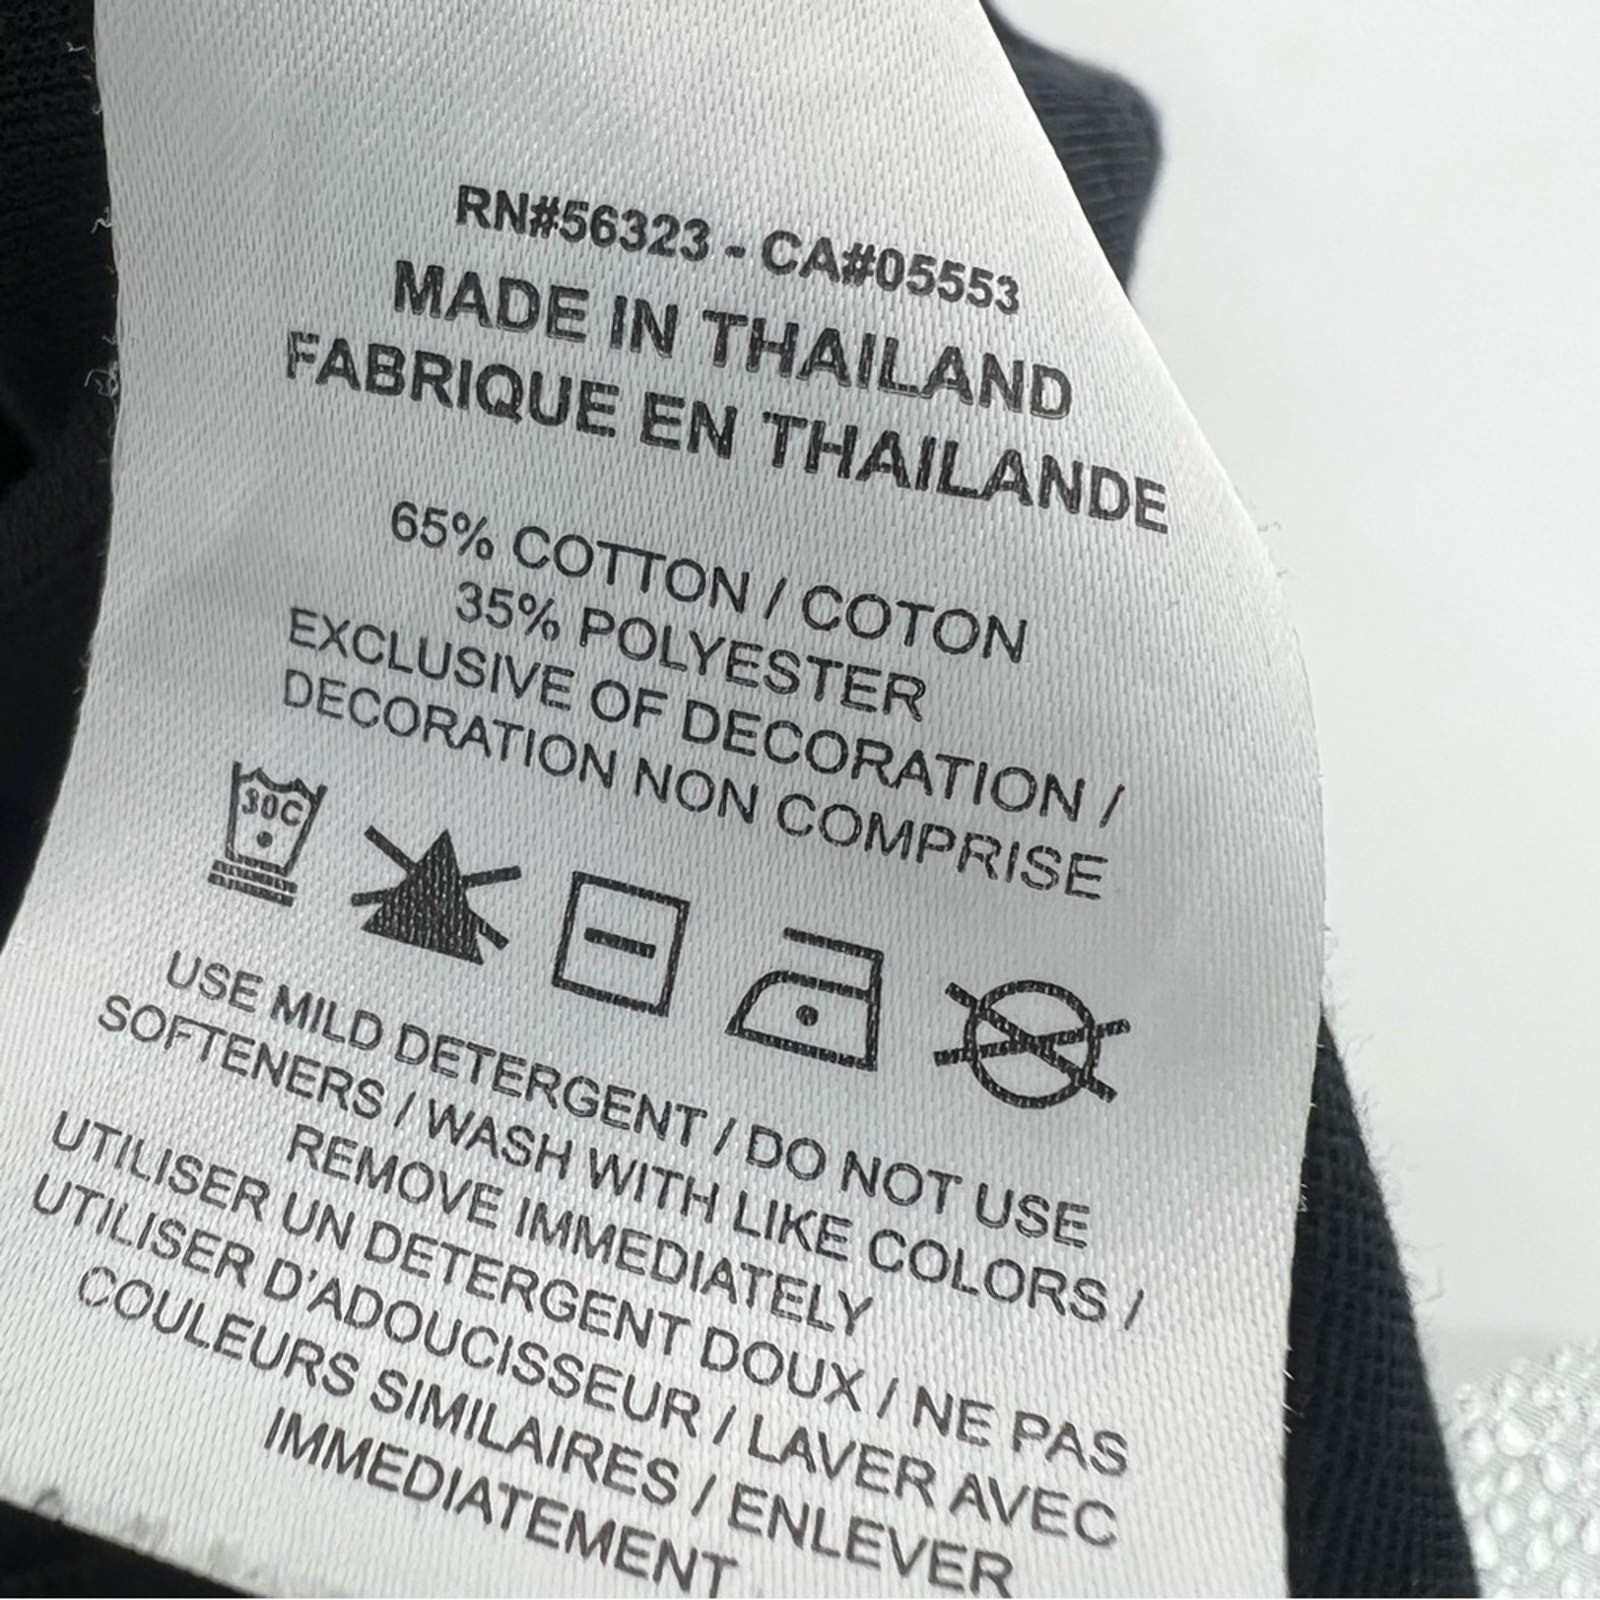 RN#56323 - CA#05553
MADE IN THAILAND
FABRIQUE EN THAILANDE
65% COTTON / COTON
35% POLYESTER
EXCLUSIVE OF DECORATION /
DECORATION NON COMPRISE
30C
USE MILD DETERGENT / DO NOT USE
SOFTENERS / WASH WITH LIKE COLORS /
REMOVE IMMEDIATELY
UTILISER UN DETERGENT DOUX / NE PAS
UTILISER D'ADOUCISSEUR / LAVER AVEC
COULEURS SIMILAIRES / ENLEVER
IMMEDIATEMENT